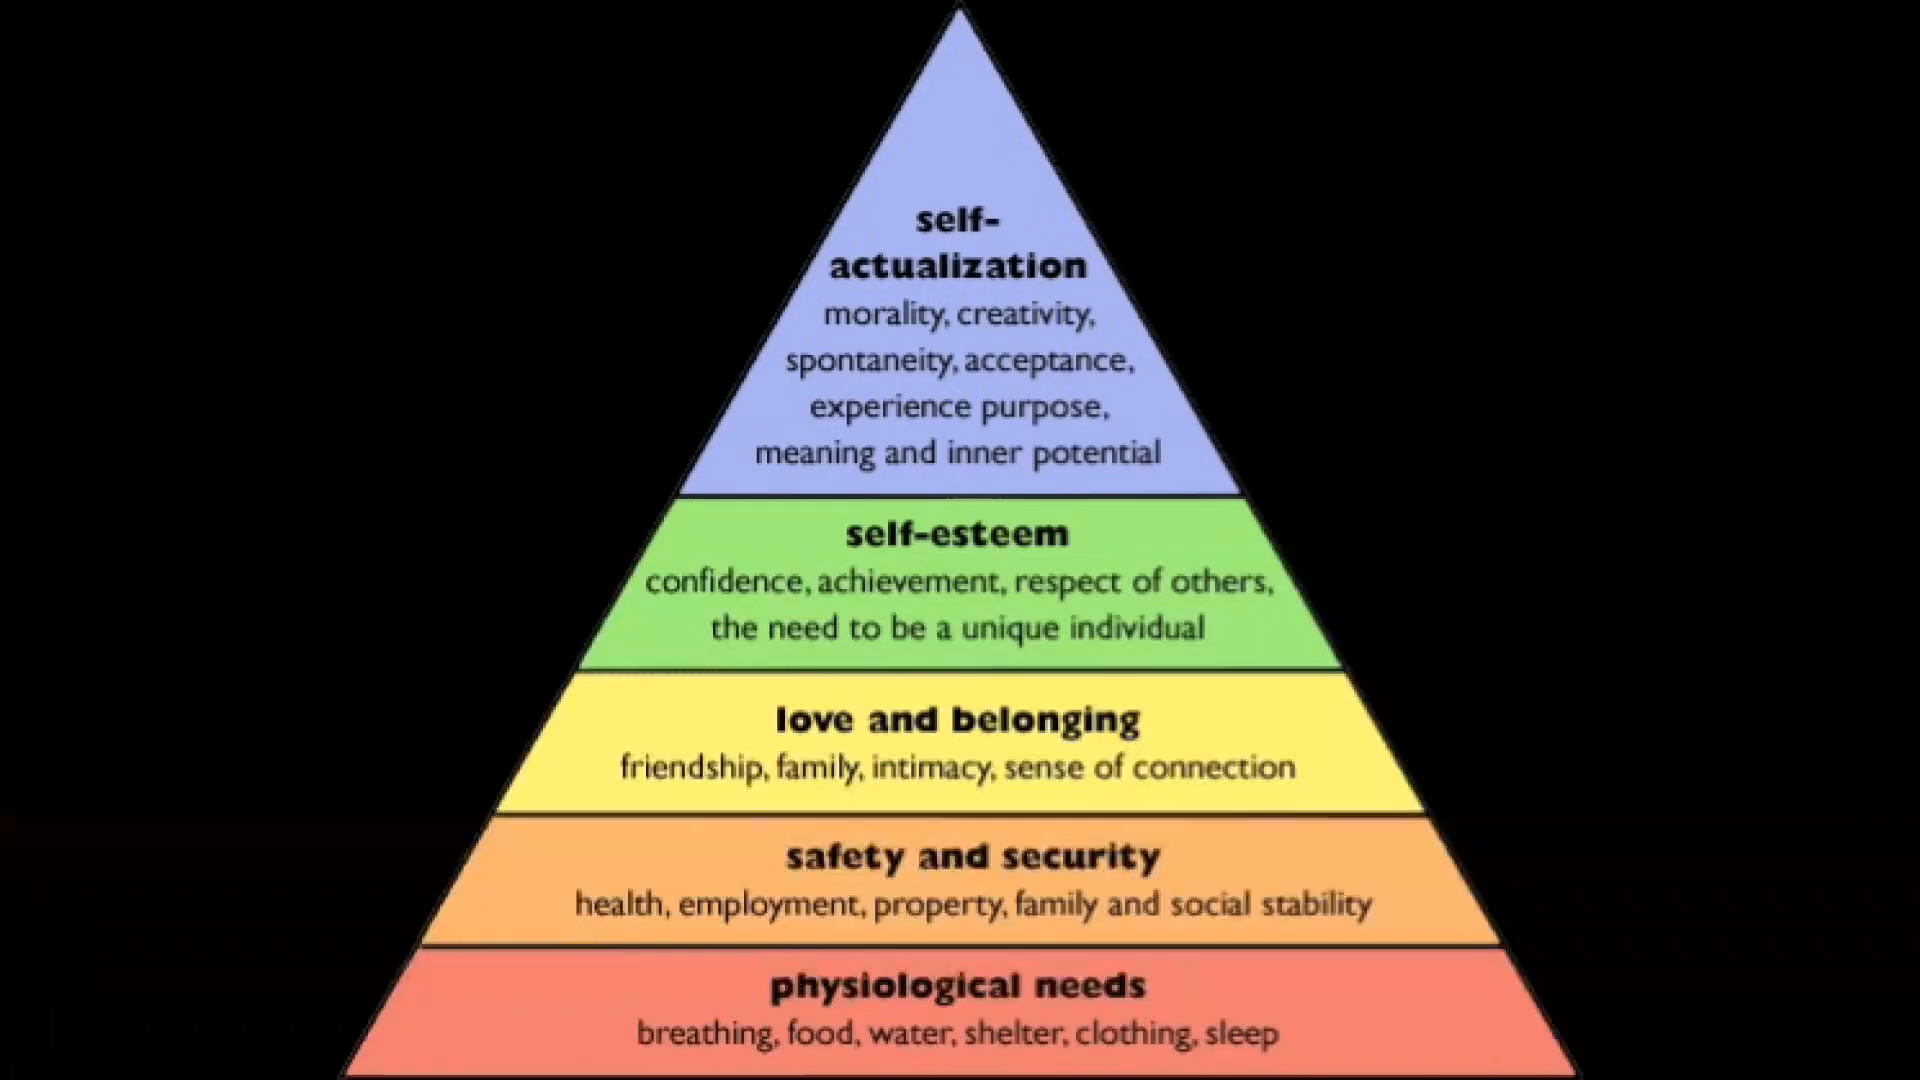 self-
actualization
morality, creativity,
spontaneity, acceptance,
experience purpose,
meaning and inner potential
self-esteem
confidence, achievement, respect of others,
the need to be a unique individual
love and belonging
friendship, family, intimacy, sense of connection
safety and security
health, employment, property, family and social stability
physiological needs
breathing, food, water, shelter, clothing, sleep